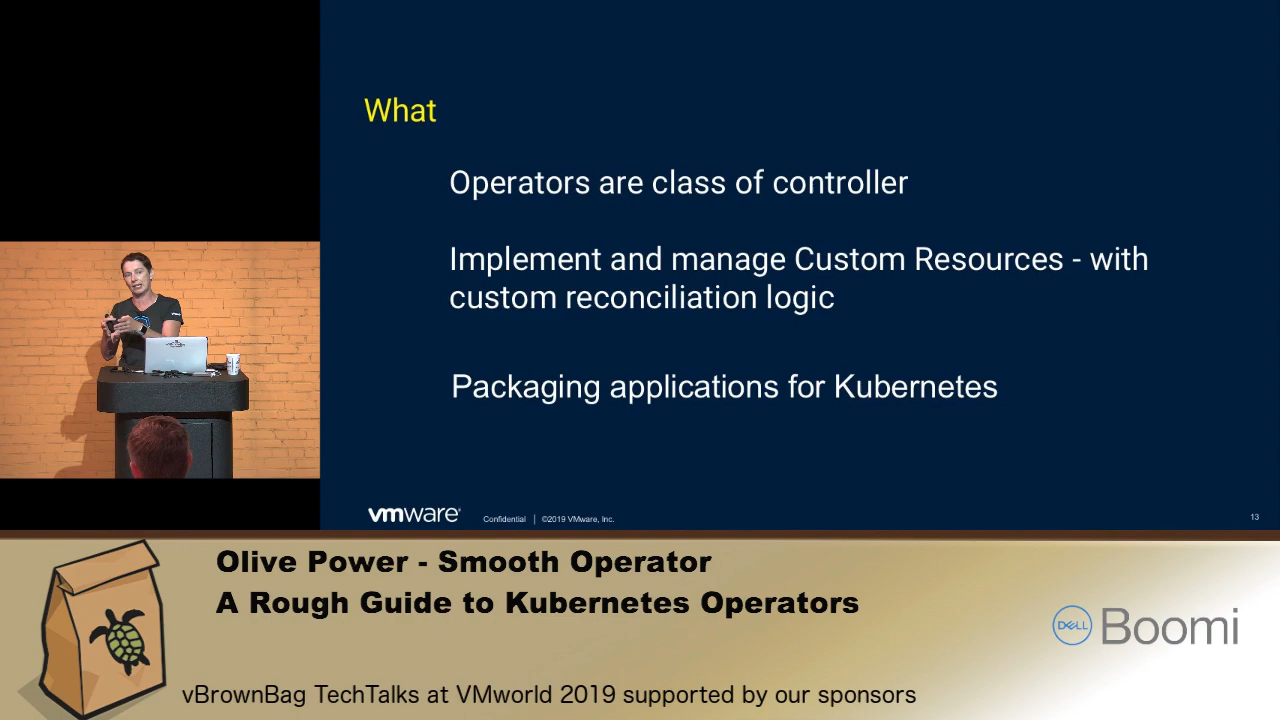 What
Operators are class of controller
Implement and manage Custom Resources - with
custom reconciliation logic
Packaging applications for Kubernetes
vmware
Confidential | ©2019 VMware, Inc.
13
Olive Power - Smooth Operator
A Rough Guide to Kubernetes Operators
DELL Boomi
vBrownBag TechTalks at VMworld 2019 supported by our sponsors